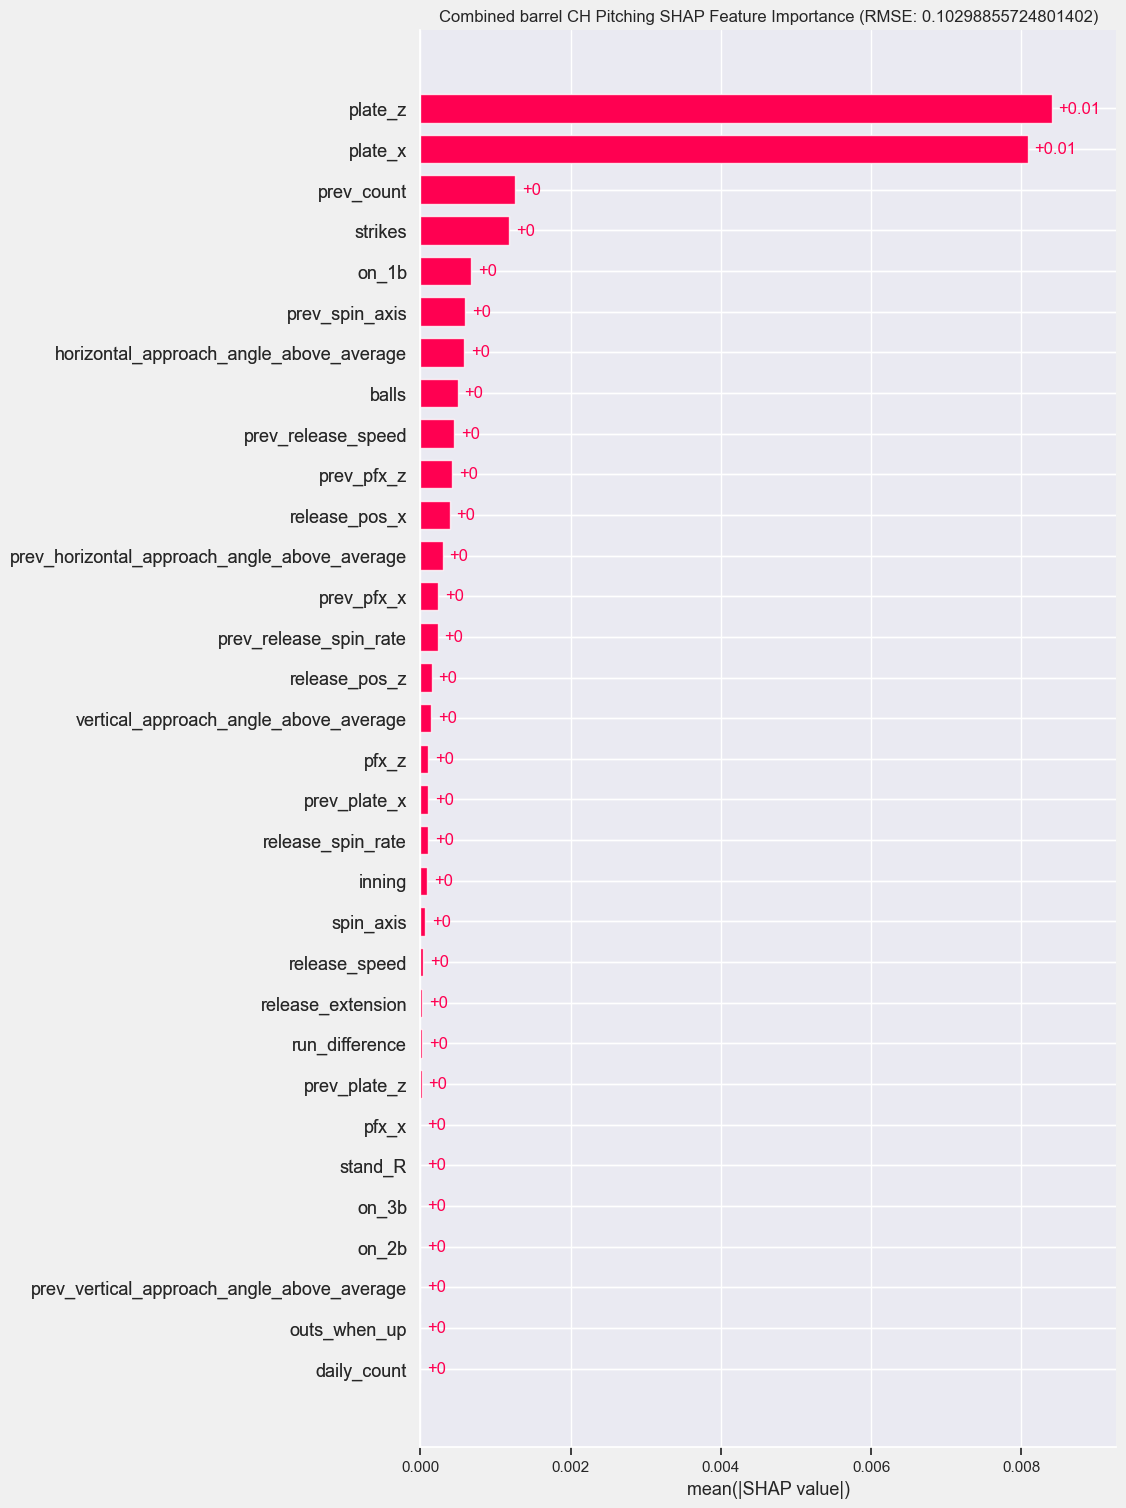 Combined barrel CH Pitching SHAP Feature Importance (RMSE: 0.10298855724801402)
plate_z +0.01
plate_x +0.01
prev_count +0
strikes +0
on_1b +0
prev_spin_axis +0
horizontal_approach_angle_above_average +0
balls +0
prev_release_speed +0
prev_pfx_z +0
release_pos_x +0
prev_horizontal_approach_angle_above_average +0
prev_pfx_x +0
prev_release_spin_rate +0
release_pos_z +0
vertical_approach_angle_above_average +0
pfx_z +0
prev_plate_x +0
release_spin_rate +0
inning +0
spin_axis +0
release_speed +0
release_extension +0
run_difference +0
prev_plate_z +0
pfx_x +0
stand_R +0
on_3b +0
on_2b +0
prev_vertical_approach_angle_above_average +0
outs_when_up +0
daily_count +0
0.000 0.002 0.004 0.006 0.008
mean(|SHAP value|)